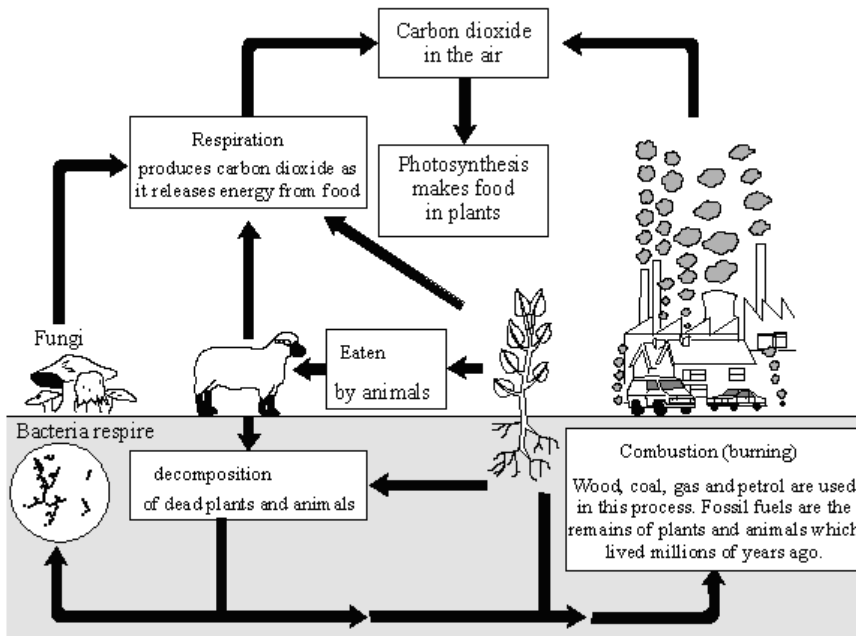 Carbon dioxide
in the air
Respiration
produces carbon dioxide as
it releases energy from food
Photosynthesis
makes food
in plants
Fungi
Eaten
by animals
Bacteria respire
decomposition
of dead plants and animals
Combustion (burning)
Wood, coal, gas and petrol are used
in this process. Fossil fuels are the
remains of plants and animals which
lived millions of years ago.